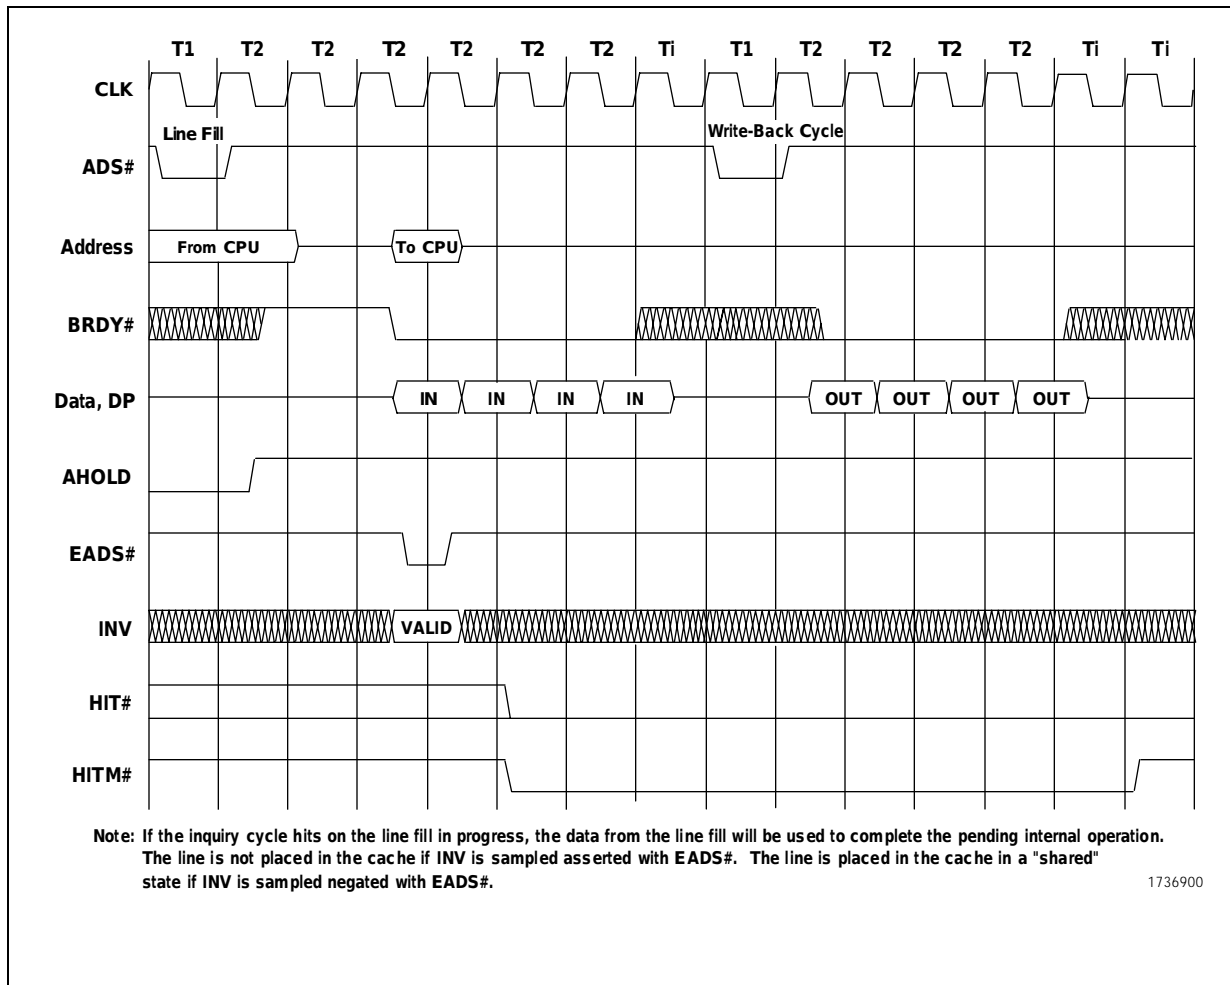 T1 T2 T2 T2 T2 T2 T2 Ti T1 T2 T2 T2 T2 Ti Ti
CLK
Line Fill Write-Back Cycle
ADS#
Address From CPU To CPU
BRDY#
Data, DP IN IN IN IN OUT OUT OUT OUT
AHOLD
EADS#
INV VALID
HIT#
HITM#
Note: If the inquiry cycle hits on the line fill in progress, the data from the line fill will be used to complete the pending internal operation.
The line is not placed in the cache if INV is sampled asserted with EADS#. The line is placed in the cache in a "shared"
state if INV is sampled negated with EADS#.
1736900